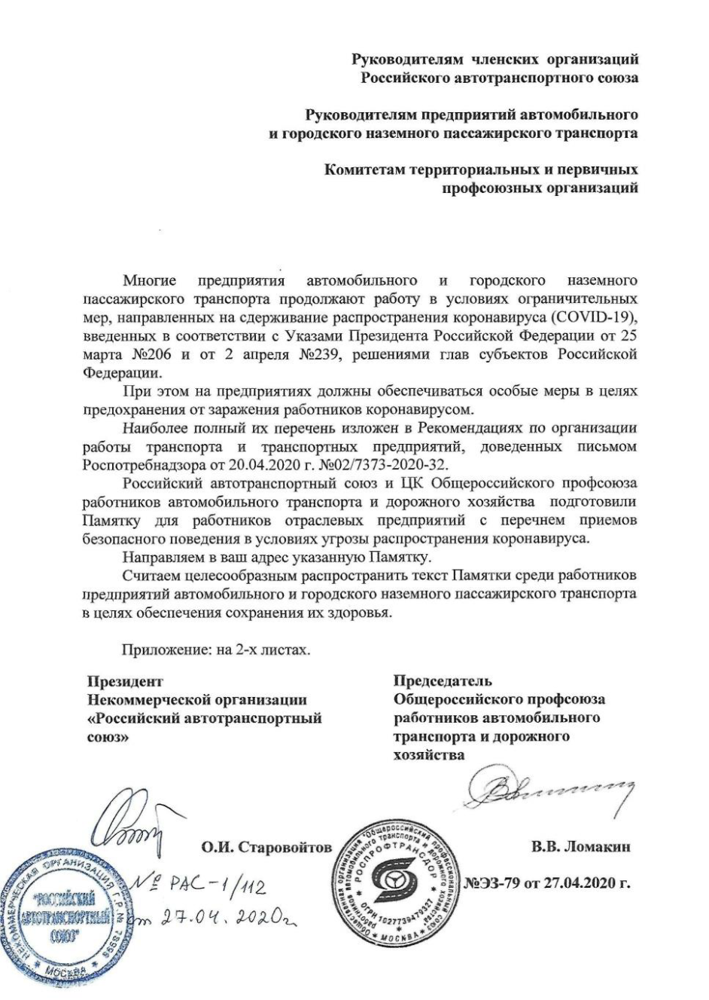 Руководителям членских организаций
Российского автотранспортного союза
Руководителям предприятий автомобильного
и городского наземного пассажирского транспорта
Комитетам территориальных и первичных
профсоюзных организаций
Многие предприятия автомобильного и городского наземного
пассажирского транспорта продолжают работу в условиях ограничительных
мер, направленных на сдерживание распространения коронавируса (COVID-19),
введенных в соответствии с Указами Президента Российской Федерации от 25
марта №206 и от 2 апреля №239, решениями глав субъектов Российской
Федерации.
При этом на предприятиях должны обеспечиваться особые меры в целях
предохранения от заражения работников коронавирусом.
Наиболее полный их перечень изложен в Рекомендациях по организации
работы транспорта и транспортных предприятий, доведенных письмом
Роспотребнадзора от 20.04.2020 г. №02/7373-2020-32.
Российский автотранспортный союз и ЦК Общероссийского профсоюза
работников автомобильного транспорта и дорожного хозяйства подготовили
Памятку для работников отраслевых предприятий с перечнем приемов
безопасного поведения в условиях угрозы распространения коронавируса.
Направляем в ваш адрес указанную Памятку.
Считаем целесообразным распространить текст Памятки среди работников
предприятий автомобильного и городского наземного пассажирского транспорта
в целях обеспечения сохранения их здоровья.
Приложение: на 2-х листах.
Президент
Некоммерческой организации
«Российский автотранспортный
союз»
Председатель
Общероссийского профсоюза
работников автомобильного
транспорта и дорожного
хозяйства
О.И. Старовойтов
В.В. Ломакин
№ РАС-1/112
от 27.04.2020г.
№ЭЗ-79 от 27.04.2020 г.
НЕКОММЕРЧЕСКАЯ ОРГАНИЗАЦИЯ Г.Р.№ 78998
"РОССИЙСКИЙ
АВТОТРАНСПОРТНЫЙ
СОЮЗ"
МОСКВА
Общественная организация "Общероссийский профессиональный союз
работников автомобильного транспорта и дорожного хозяйства"
РОСПРОФТРАНСДОР
ОГРН 1027739479327
МОСКВА